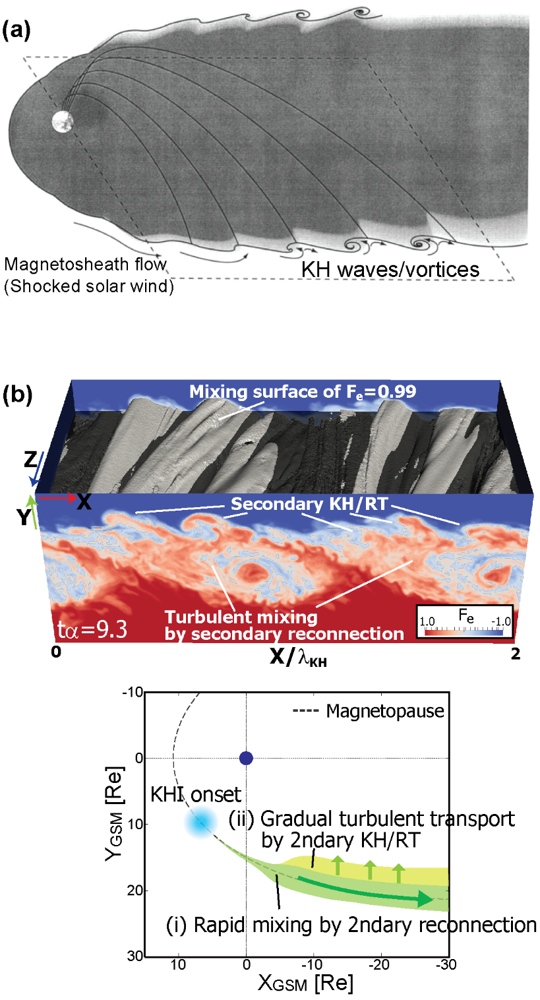 (a)
Magnetosheath flow
(Shocked solar wind)
KH waves/vortices
(b)
Mixing surface of Fe=0.99
Z
X
Y
Secondary KH/RT
Turbulent mixing
by secondary reconnection
tα=9.3
Fe
1.0 -1.0
0 X/λKH 2
-10
Magnetopause
0
KHI onset
(ii) Gradual turbulent transport
by 2ndary KH/RT
10
YGSM [Re]
20
(i) Rapid mixing by 2ndary reconnection
30
10 0 -10 -20 -30
XGSM [Re]